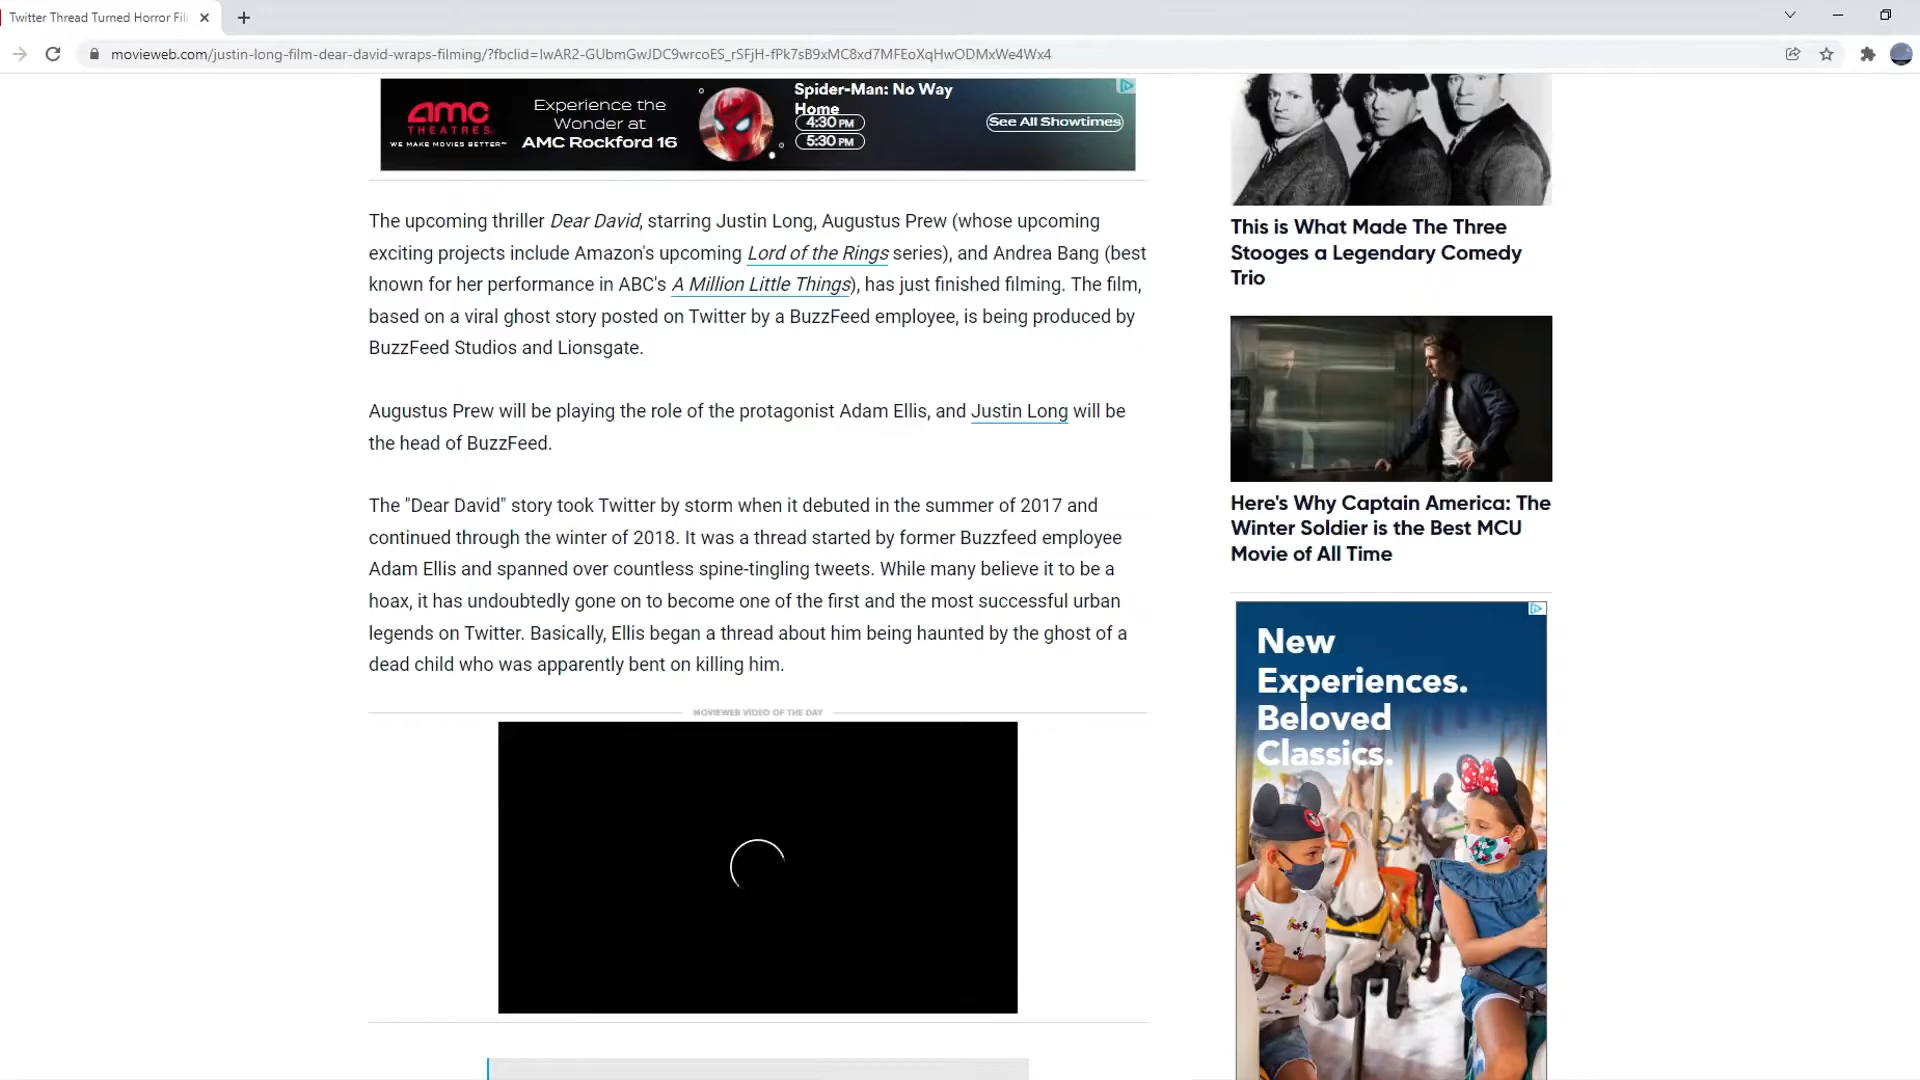 Twitter Thread Turned Horror Fil
movieweb.com/justin-long-film-dear-david-wraps-filming/?fbclid=IwAR2-GUbmGwJDC9wrcoES_rSFjH-fPk7sB9xMC8xd7MFEoXqHwODMxWe4Wx4
amc
THEATRES
WE MAKE MOVIES BETTER™
Experience the
Wonder at
AMC Rockford 16
Spider-Man: No Way
Home
4:30 PM
5:30 PM
See All Showtimes
The upcoming thriller Dear David, starring Justin Long, Augustus Prew (whose upcoming
exciting projects include Amazon's upcoming Lord of the Rings series), and Andrea Bang (best
known for her performance in ABC's A Million Little Things), has just finished filming. The film,
based on a viral ghost story posted on Twitter by a BuzzFeed employee, is being produced by
BuzzFeed Studios and Lionsgate.
Augustus Prew will be playing the role of the protagonist Adam Ellis, and Justin Long will be
the head of BuzzFeed.
The "Dear David" story took Twitter by storm when it debuted in the summer of 2017 and
continued through the winter of 2018. It was a thread started by former Buzzfeed employee
Adam Ellis and spanned over countless spine-tingling tweets. While many believe it to be a
hoax, it has undoubtedly gone on to become one of the first and the most successful urban
legends on Twitter. Basically, Ellis began a thread about him being haunted by the ghost of a
dead child who was apparently bent on killing him.
MOVIEWEB VIDEO OF THE DAY
This is What Made The Three
Stooges a Legendary Comedy
Trio
Here's Why Captain America: The
Winter Soldier is the Best MCU
Movie of All Time
New
Experiences.
Beloved
Classics.